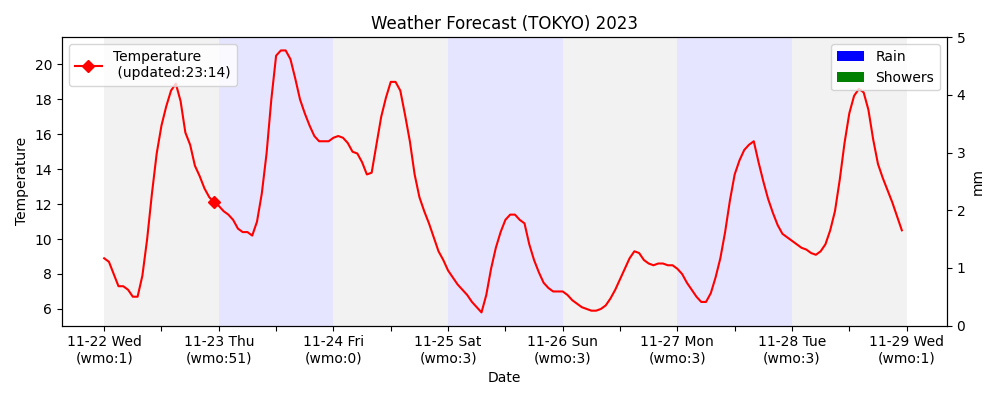 Weather Forecast (TOKYO) 2023
Temperature
(updated:23:14)
Rain
Showers
Temperature
20
18
16
14
12
10
8
6
5
4
3
2
1
0
mm
11-22 Wed 11-23 Thu 11-24 Fri 11-25 Sat 11-26 Sun 11-27 Mon 11-28 Tue 11-29 Wed
(wmo:1) (wmo:51) (wmo:0) (wmo:3) (wmo:3) (wmo:3) (wmo:3) (wmo:1)
Date